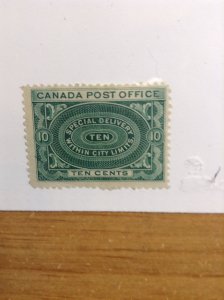 CANADA POST OFFICE
SPECIAL DELIVERY
10 TEN 10
WITHIN CITY LIMITS
TEN CENTS